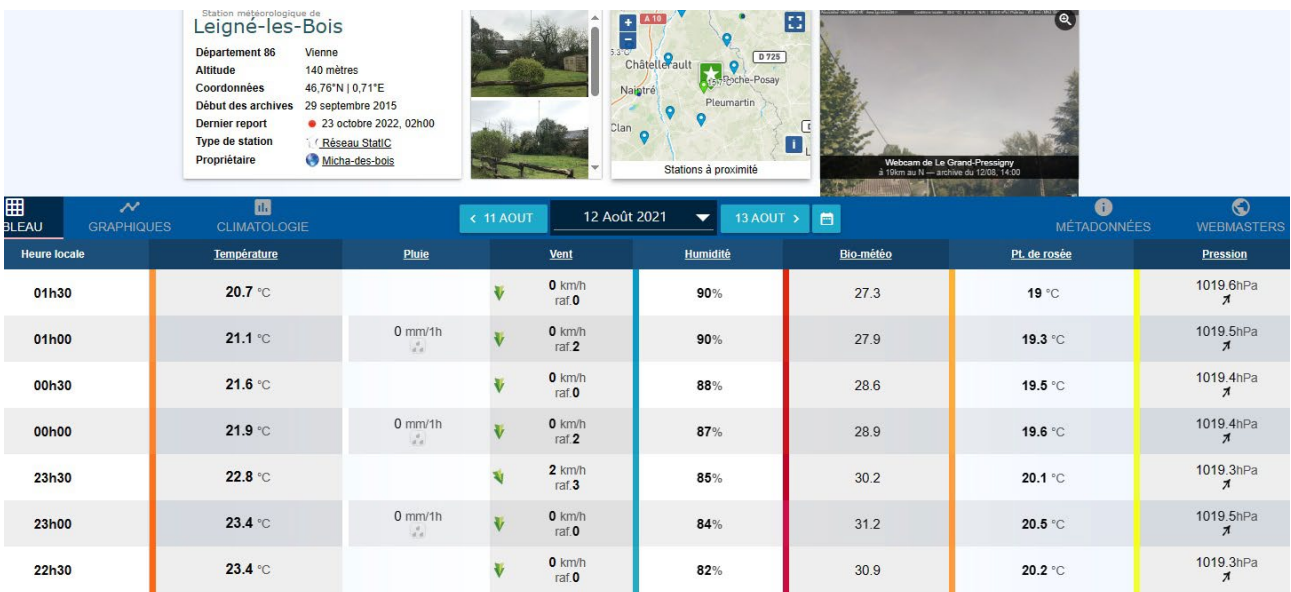 Station météorologique de
Leigné-les-Bois
Département 86 Vienne
Altitude 140 mètres
Coordonnées 46,76°N | 0,71°E
Début des archives 29 septembre 2015
Dernier report 23 octobre 2022, 02h00
Type de station Réseau StatIC
Propriétaire Micha-des-bois
+ A 10
−
5.3°C
Châtellerault D 725
Roche-Posay
Naintré
Pleumartin
Clan
i
Stations à proximité
Webcam de Le Grand-Pressigny
à 19km au N — archive du 12/08, 14:00
BLEAU GRAPHIQUES CLIMATOLOGIE < 11 AOUT 12 Août 2021 13 AOUT > MÉTADONNÉES WEBMASTERS
Heure locale Température Pluie Vent Humidité Bio-météo Pt. de rosée Pression
01h30 20.7 °C 0 km/h raf.0 90% 27.3 19 °C 1019.6hPa
01h00 21.1 °C 0 mm/1h 0 km/h raf.2 90% 27.9 19.3 °C 1019.5hPa
00h30 21.6 °C 0 km/h raf.0 88% 28.6 19.5 °C 1019.4hPa
00h00 21.9 °C 0 mm/1h 0 km/h raf.2 87% 28.9 19.6 °C 1019.4hPa
23h30 22.8 °C 2 km/h raf.3 85% 30.2 20.1 °C 1019.3hPa
23h00 23.4 °C 0 mm/1h 0 km/h raf.0 84% 31.2 20.5 °C 1019.5hPa
22h30 23.4 °C 0 km/h raf.0 82% 30.9 20.2 °C 1019.3hPa